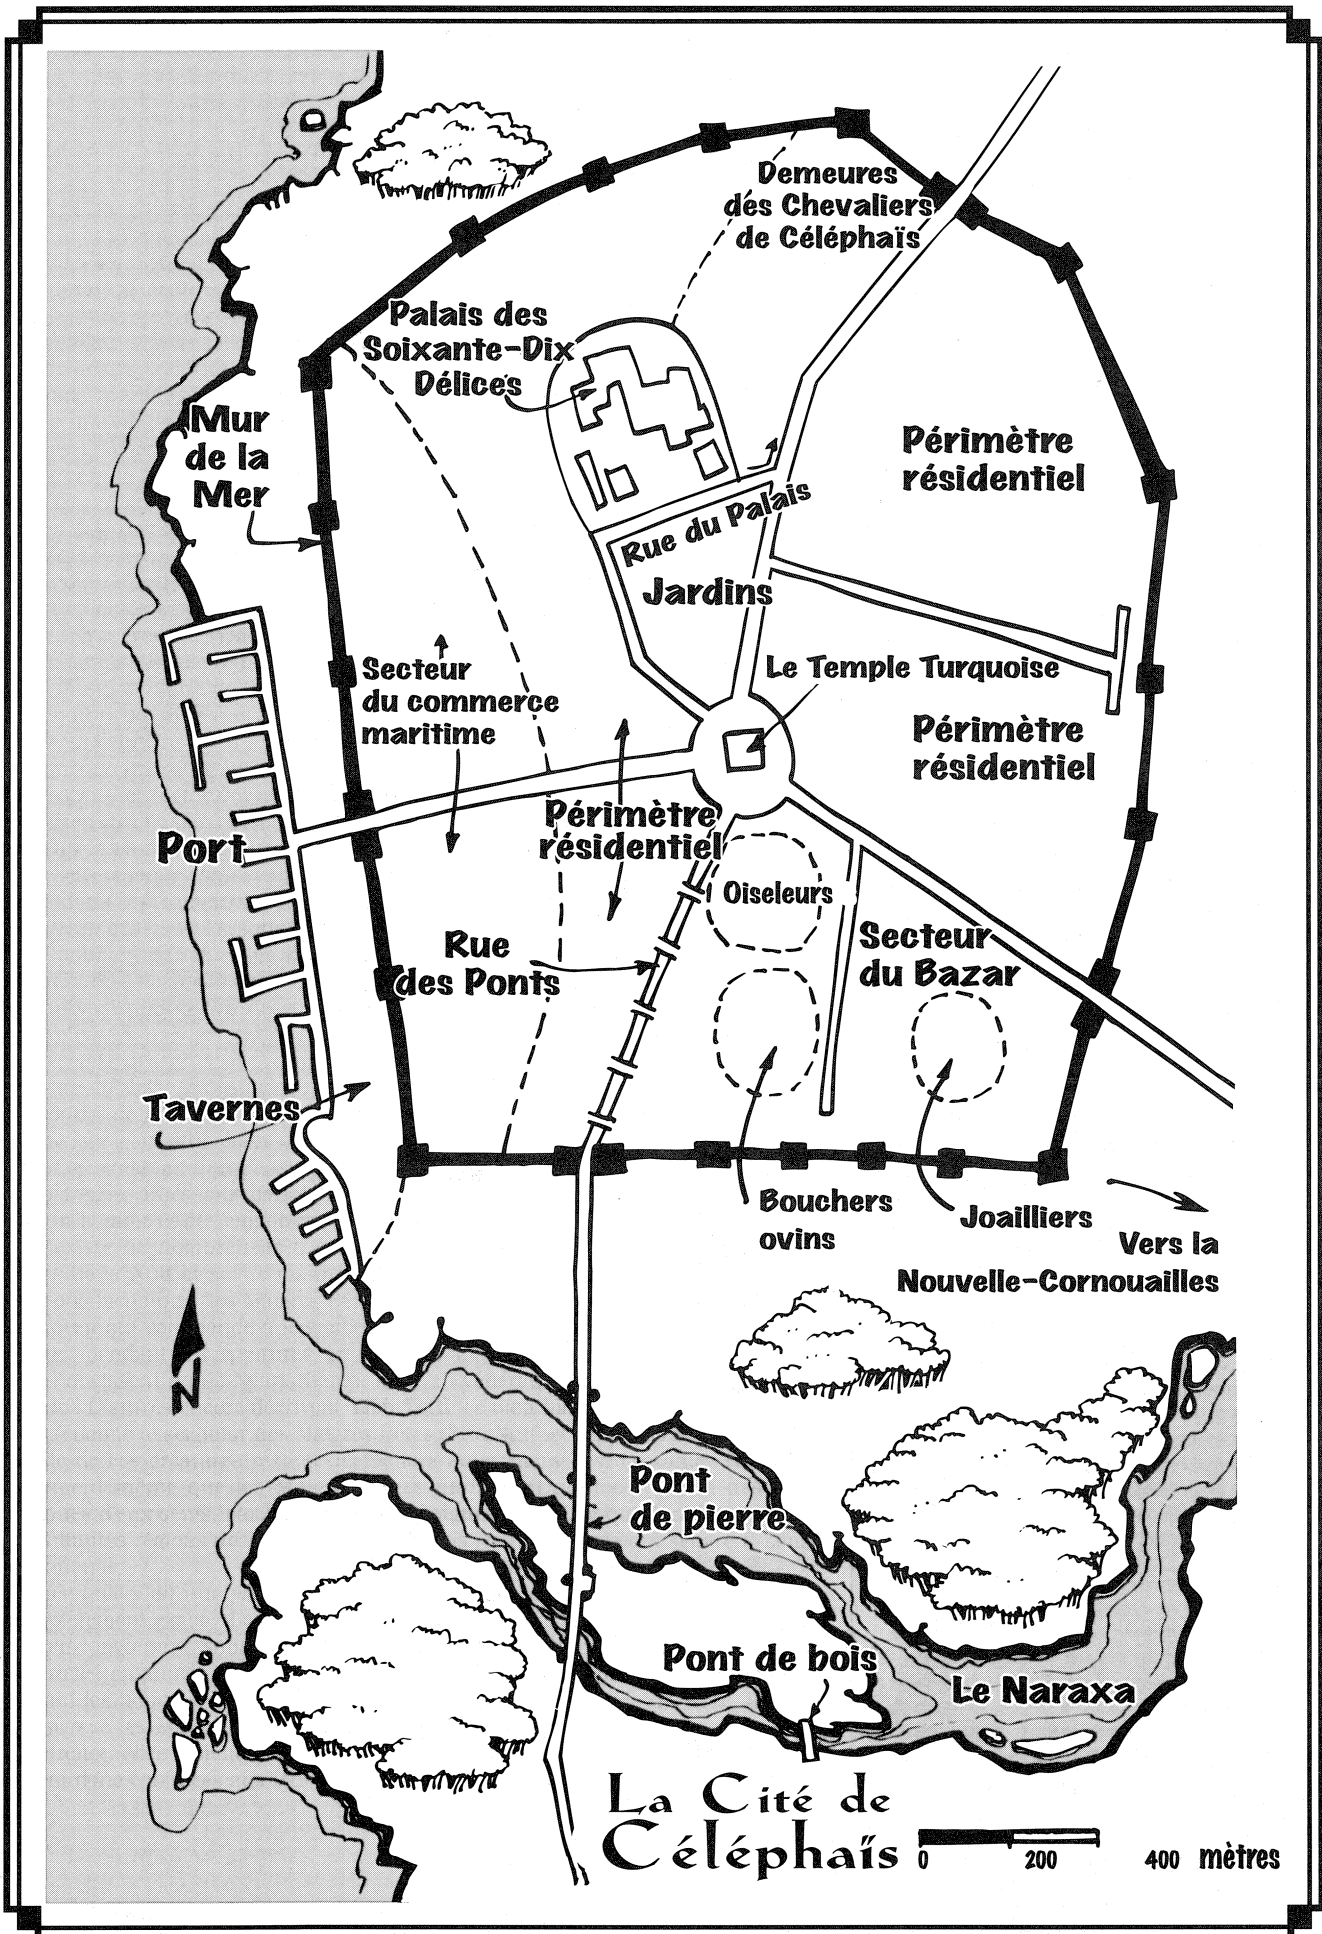 Demeures
des Chevaliers
de Céléphaïs
Palais des
Soixante-Dix
Délices
Mur
de la
Mer
Périmètre
résidentiel
Rue du Palais
Jardins
Secteur
du commerce
maritime
Le Temple Turquoise
Périmètre
résidentiel
Port
Périmètre
résidentiel
Oiseleurs
Rue
des Ponts
Secteur
du Bazar
Tavernes
Bouchers
ovins
Joailliers
Vers la
Nouvelle-Cornouailles
N
Pont
de pierre
Pont de bois
Le Naraxa
La Cité de
Céléphaïs
0 200 400 mètres